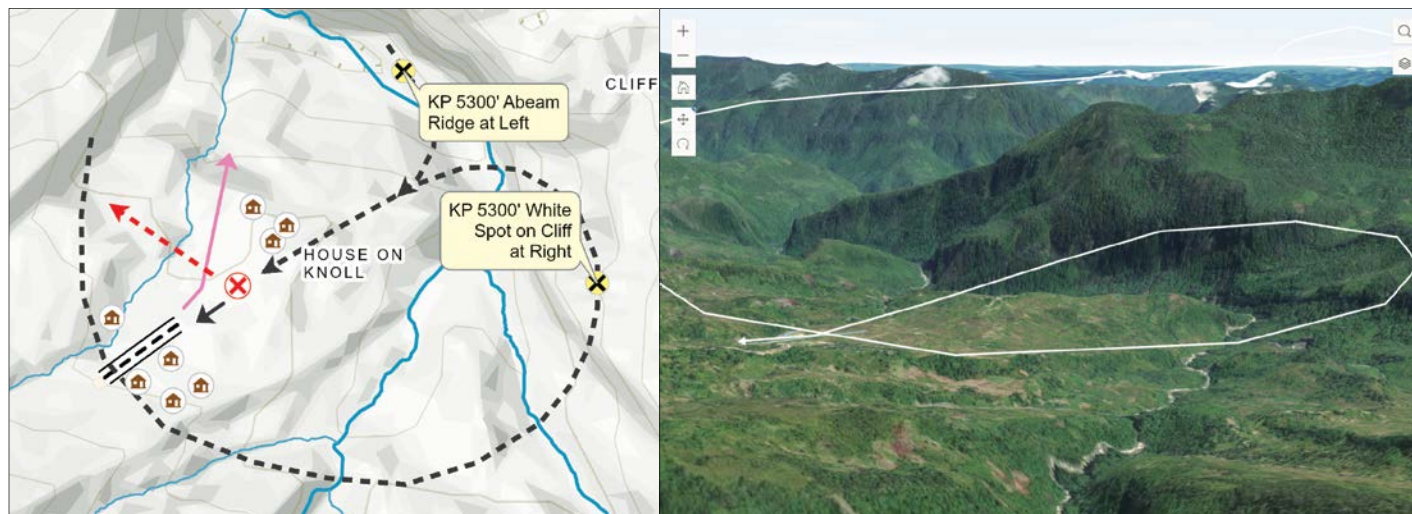 CLIFF
KP 5300' Abeam
Ridge at Left
KP 5300' White
Spot on Cliff
at Right
HOUSE ON
KNOLL